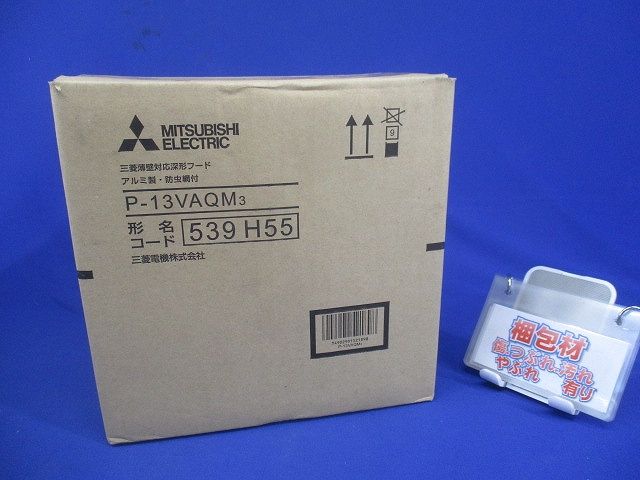 MITSUBISHI
ELECTRIC
三菱薄壁対応深形フード
アルミ製・防虫網付
P-13VAQM3
形名
コード 539 H55
三菱電機株式会社
9
P-13VAQM3
梱包材
傷つぶれ汚れ
やぶれ 有り